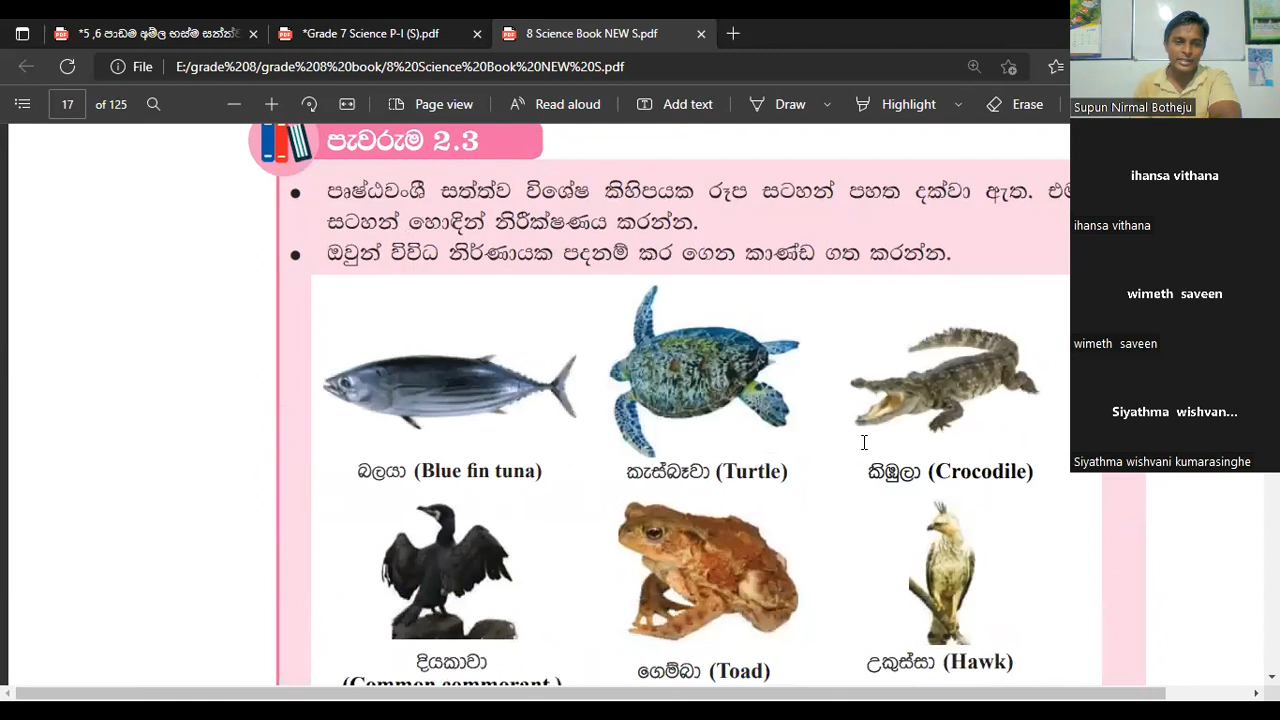 *5 ,6 පාඩම අම්ල භෂ්ම සත්ත්ව
*Grade 7 Science P-I (S).pdf
8 Science Book NEW S.pdf
File
E:/grade%208/grade%208%20book/8%20Science%20Book%20NEW%20S.pdf
17 of 125
Page view
Read aloud
Add text
Draw
Highlight
Erase
Supun Nirmal Botheju
ihansa vithana
ihansa vithana
wimeth saveen
wimeth saveen
Siyathma wishvan...
Siyathma wishvani kumarasinghe
පැවරුම 2.3
● පෘෂ්ඨවංශී සත්ත්ව විශේෂ කිහිපයක රූප සටහන් පහත දක්වා ඇත.
සටහන් හොඳින් නිරීක්ෂණය කරන්න.
● ඔවුන් විවිධ නිර්ණායක පදනම් කර ගෙන කාණ්ඩ ගත කරන්න.
බලයා (Blue fin tuna)
කැස්බෑවා (Turtle)
කිඹුලා (Crocodile)
දියකාවා
(Common commorant )
ගෙම්බා (Toad)
උකුස්සා (Hawk)